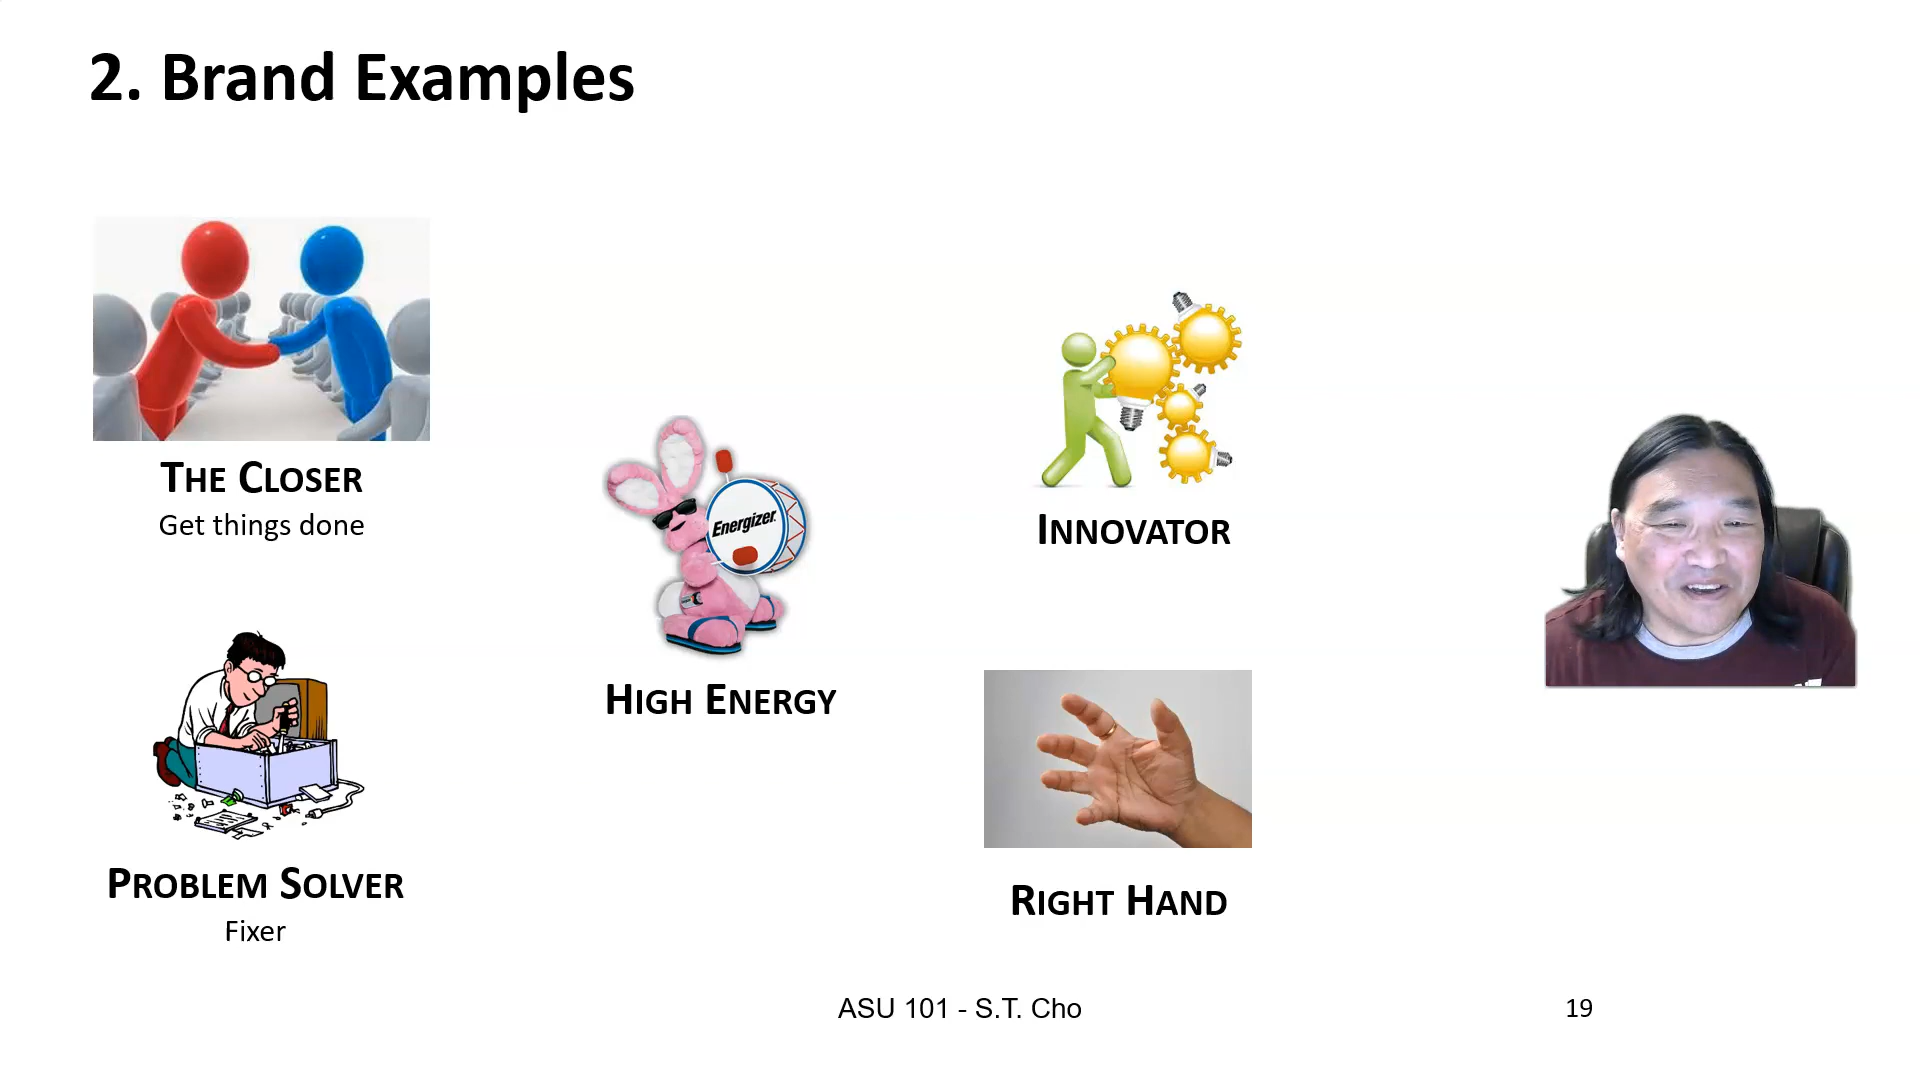 2. Brand Examples
THE CLOSER
Get things done
PROBLEM SOLVER
Fixer
Energizer
HIGH ENERGY
INNOVATOR
RIGHT HAND
ASU 101 - S.T. Cho
19